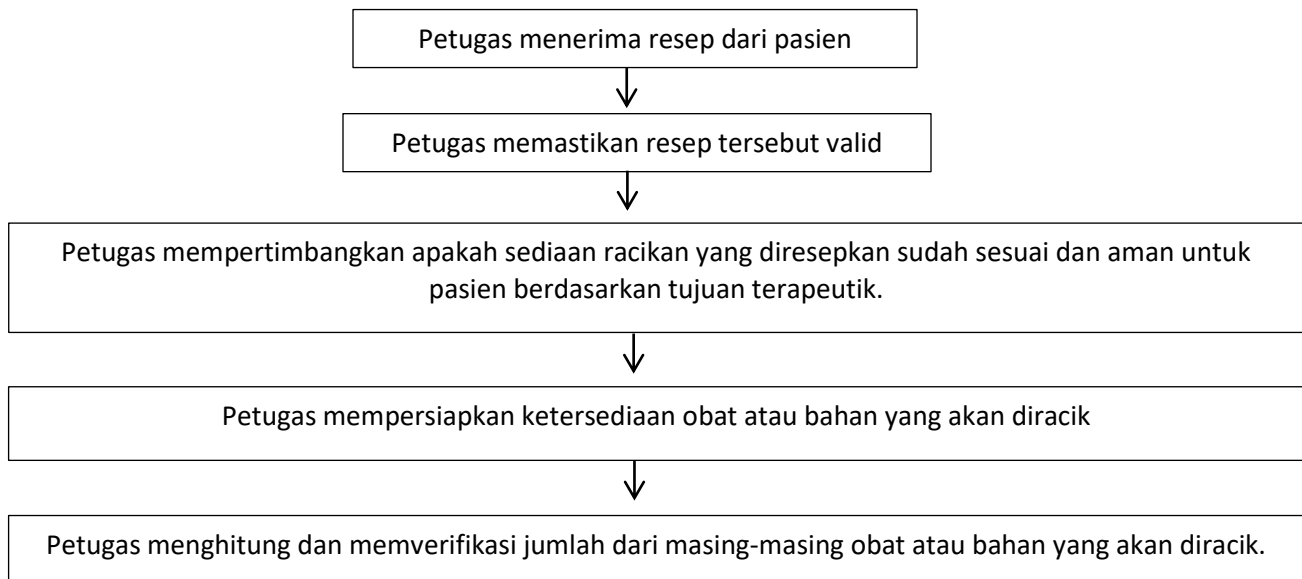 Petugas menerima resep dari pasien
Petugas memastikan resep tersebut valid
Petugas mempertimbangkan apakah sediaan racikan yang diresepkan sudah sesuai dan aman untuk
pasien berdasarkan tujuan terapeutik.
Petugas mempersiapkan ketersediaan obat atau bahan yang akan diracik
Petugas menghitung dan memverifikasi jumlah dari masing-masing obat atau bahan yang akan diracik.